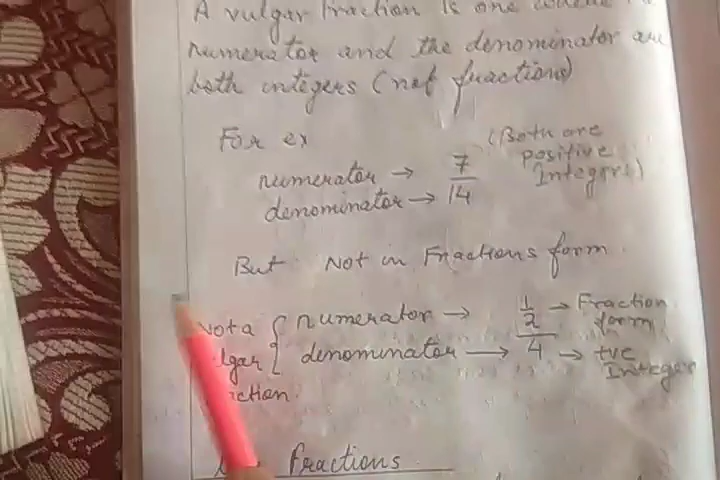 A vulgar fraction is one
numerator and the denominator are
both integers (not fractions)
For ex
(Both are
positive
Integers)
numerator → 7
denominator → 14
But Not in Fractions form
Not a { numerator → 1/2 → Fraction
form
denominator → 4 → +ve
Integer
Fractions